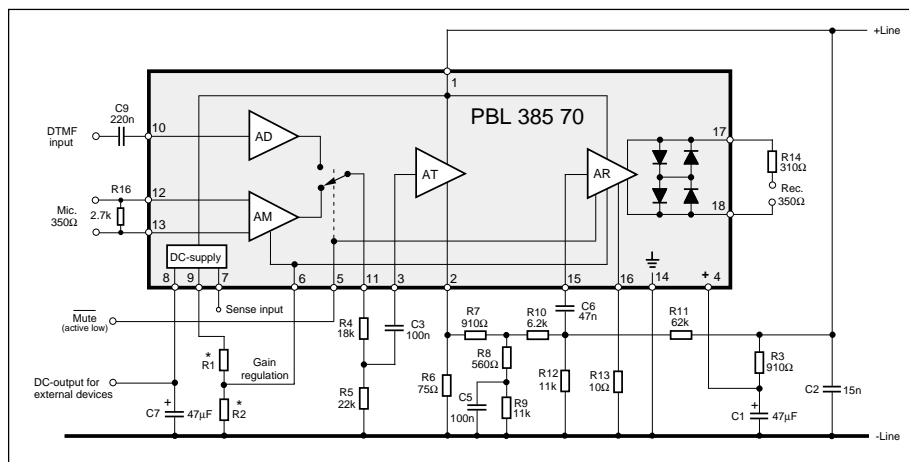 +Line
1
PBL 385 70
C9
220n
DTMF
input
10
AD
17
R14
310Ω
AT
AR
R16
2.7k
12
Mic.
350Ω
13
AM
Rec.
350Ω
18
DC-supply
8
9
7
6
5
11
3
2
15
16
14
+ 4
Sense input
Mute
(active low)
R4
18k
C3
100n
R7
910Ω
R10
6.2k
C6
47n
R11
62k
*
R1
Gain
regulation
R8
560Ω
R3
910Ω
DC-output for
external devices
*
R2
R5
22k
R6
75Ω
C5
100n
R9
11k
R12
11k
R13
10Ω
C2
15n
+
C7
47μF
+
C1
47μF
-Line